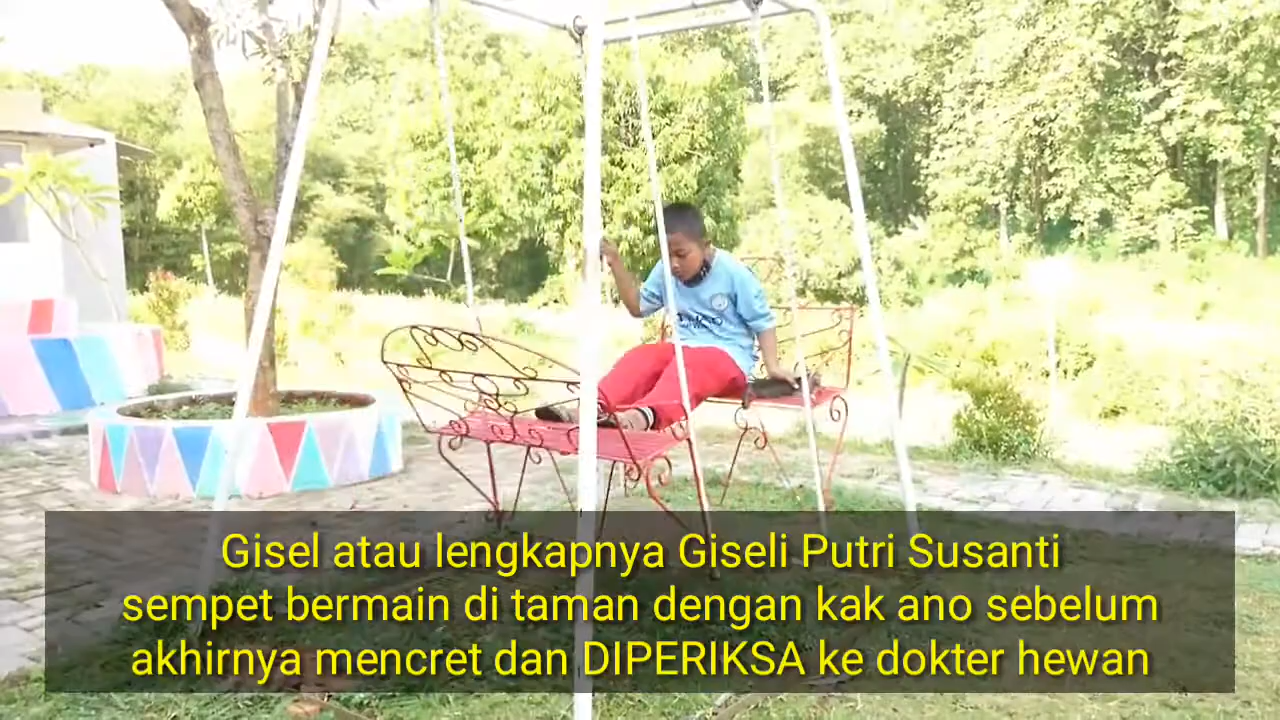 Gisel atau lengkapnya Giseli Putri Susanti
sempet bermain di taman dengan kak ano sebelum
akhirnya mencret dan DIPERIKSA ke dokter hewan